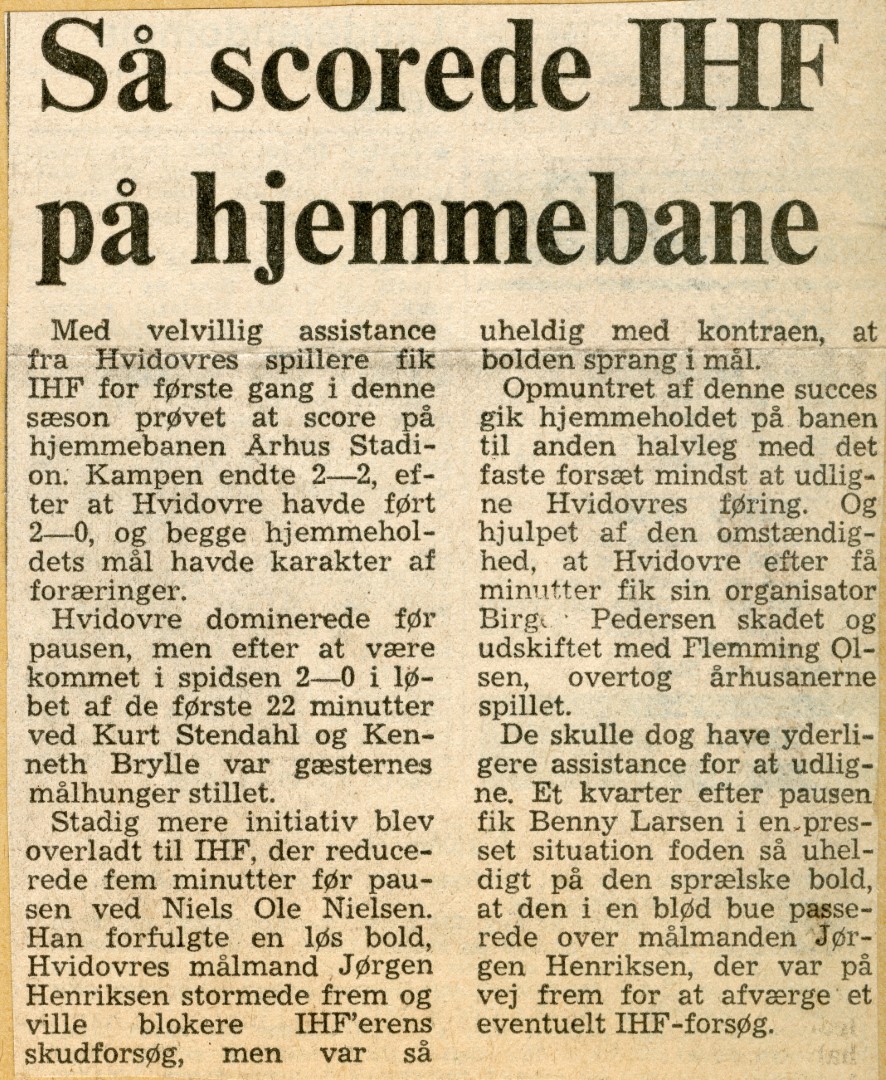 Så scorede IHF
på hjemmebane
Med velvillig assistance
fra Hvidovres spillere fik
IHF for første gang i denne
sæson prøvet at score på
hjemmebanen Århus Stadi-
on. Kampen endte 2—2, ef-
ter at Hvidovre havde ført
2—0, og begge hjemmehol-
dets mål havde karakter af
foræringer.
Hvidovre dominerede før
pausen, men efter at være
kommet i spidsen 2—0 i lø-
bet af de første 22 minutter
ved Kurt Stendahl og Ken-
neth Brylle var gæsternes
målhunger stillet.
Stadig mere initiativ blev
overladt til IHF, der reduce-
rede fem minutter før pau-
sen ved Niels Ole Nielsen.
Han forfulgte en løs bold,
Hvidovres målmand Jørgen
Henriksen stormede frem og
ville blokere IHF'erens
skudforsøg, men var så
uheldig med kontraen, at
bolden sprang i mål.
Opmuntret af denne succes
gik hjemmeholdet på banen
til anden halvleg med det
faste forsæt mindst at udlig-
ne Hvidovres føring. Og
hjulpet af den omstændig-
hed, at Hvidovre efter få
minutter fik sin organisator
Pedersen skadet og
udskiftet med Flemming Ol-
sen, overtog århusanerne
spillet.
De skulle dog have yderli-
gere assistance for at udlig-
ne. Et kvarter efter pausen
fik Benny Larsen i en pres-
set situation foden så uhel-
digt på den sprælske bold,
at den i en blød bue passe-
rede over målmanden Jør-
gen Henriksen, der var på
vej frem for at afværge et
eventuelt IHF-forsøg.